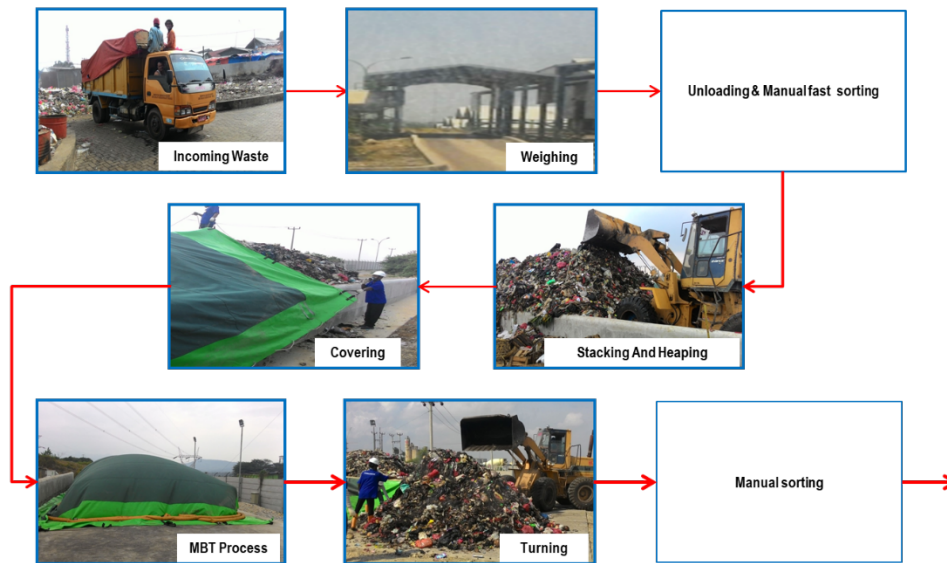 Incoming Waste
Weighing
Unloading & Manual fast sorting
Covering
Stacking And Heaping
MBT Process
Turning
Manual sorting